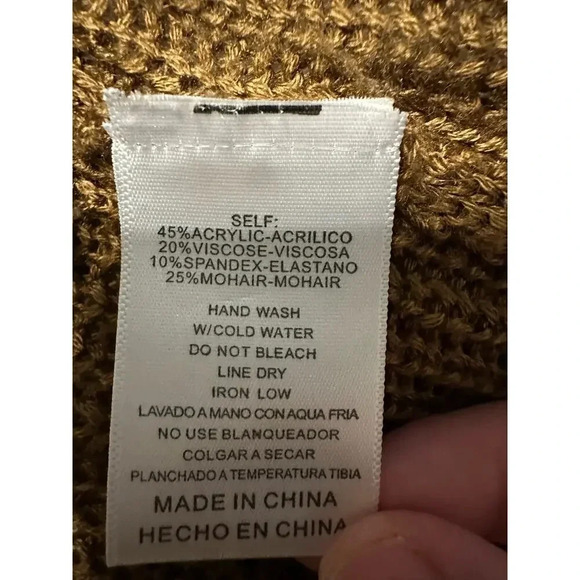 SELF:
45%ACRYLIC-ACRILICO
20%VISCOSE-VISCOSA
10%SPANDEX-ELASTANO
25%MOHAIR-MOHAIR
HAND WASH
W/COLD WATER
DO NOT BLEACH
LINE DRY
IRON LOW
LAVADO A MANO CON AQUA FRIA
NO USE BLANQUEADOR
COLGAR A SECAR
PLANCHADO A TEMPERATURA TIBIA
MADE IN CHINA
HECHO EN CHINA